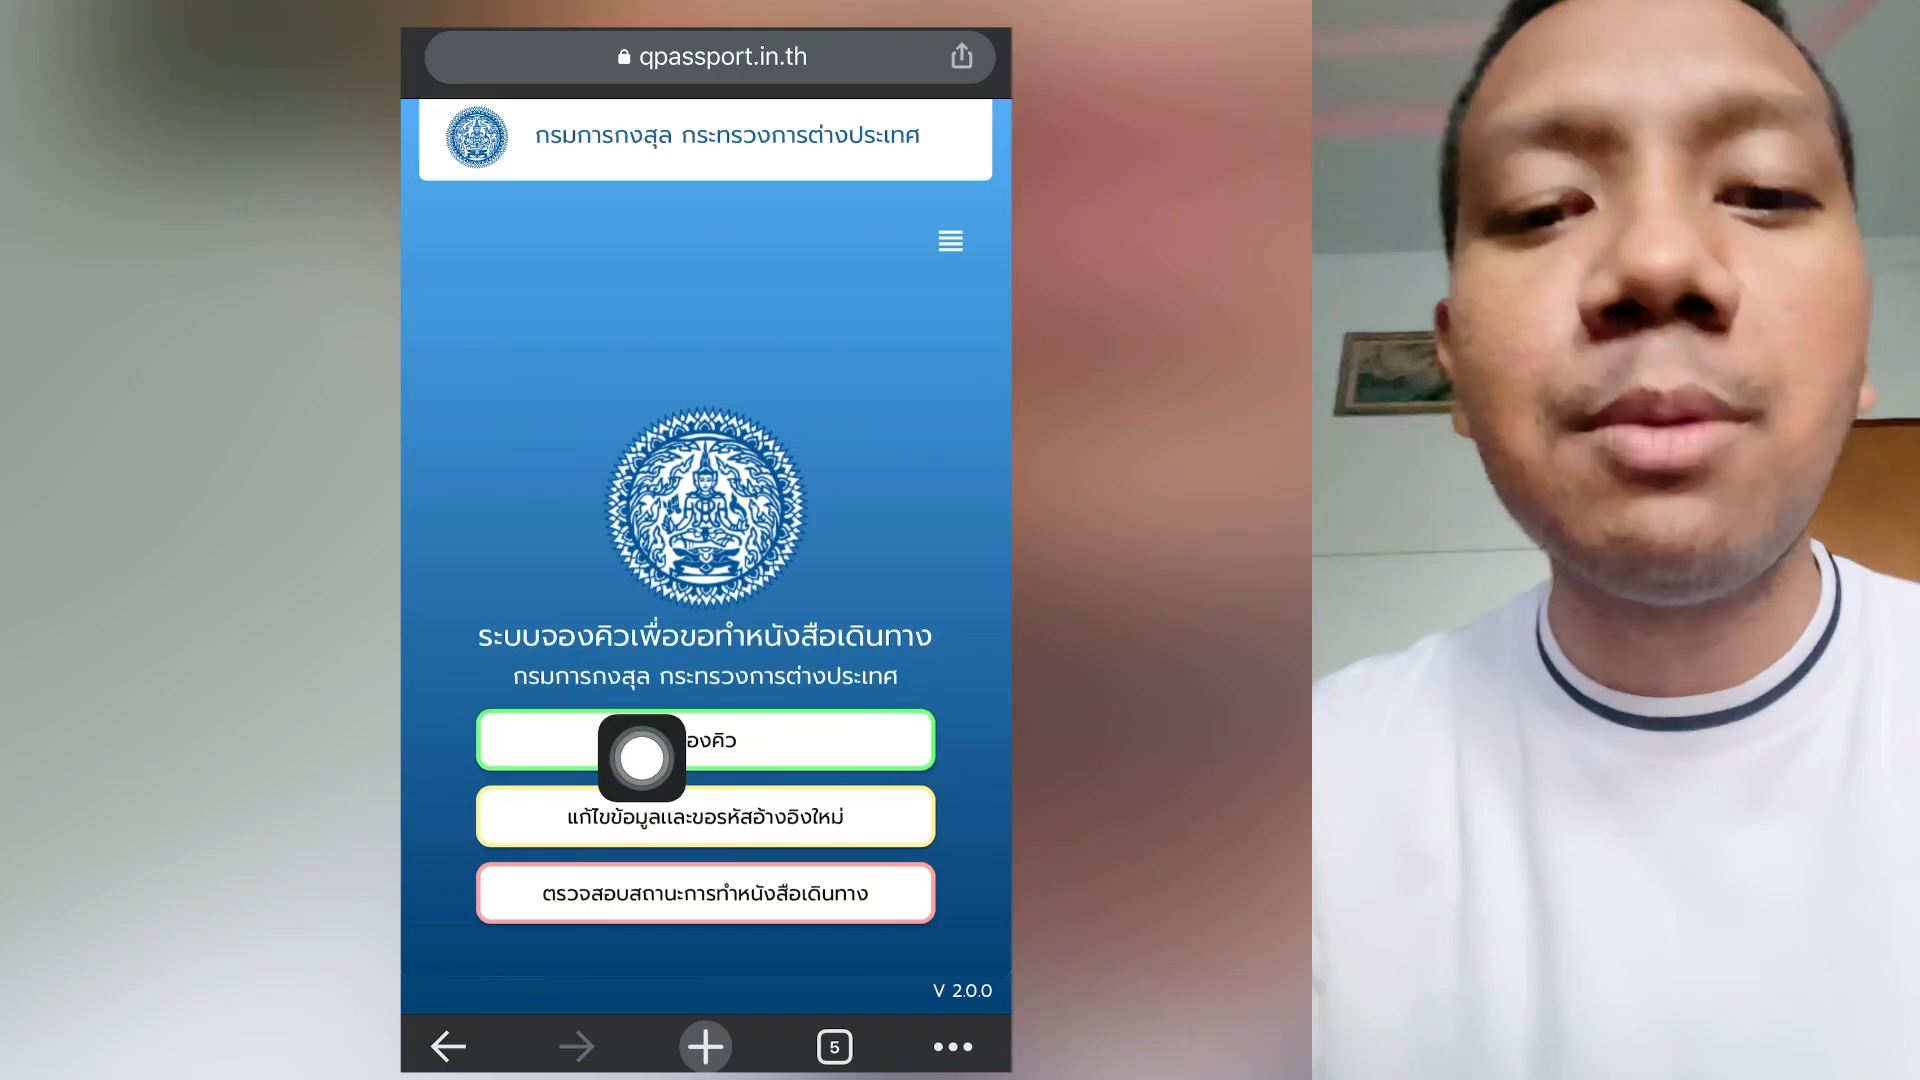 qpassport.in.th
กรมการกงสุล กระทรวงการต่างประเทศ
ระบบจองคิวเพื่อขอทำหนังสือเดินทาง
กรมการกงสุล กระทรวงการต่างประเทศ
องคิว
แก้ไขข้อมูลและขอรหัสอ้างอิงใหม่
ตรวจสอบสถานะการทำหนังสือเดินทาง
V 2.0.0
5